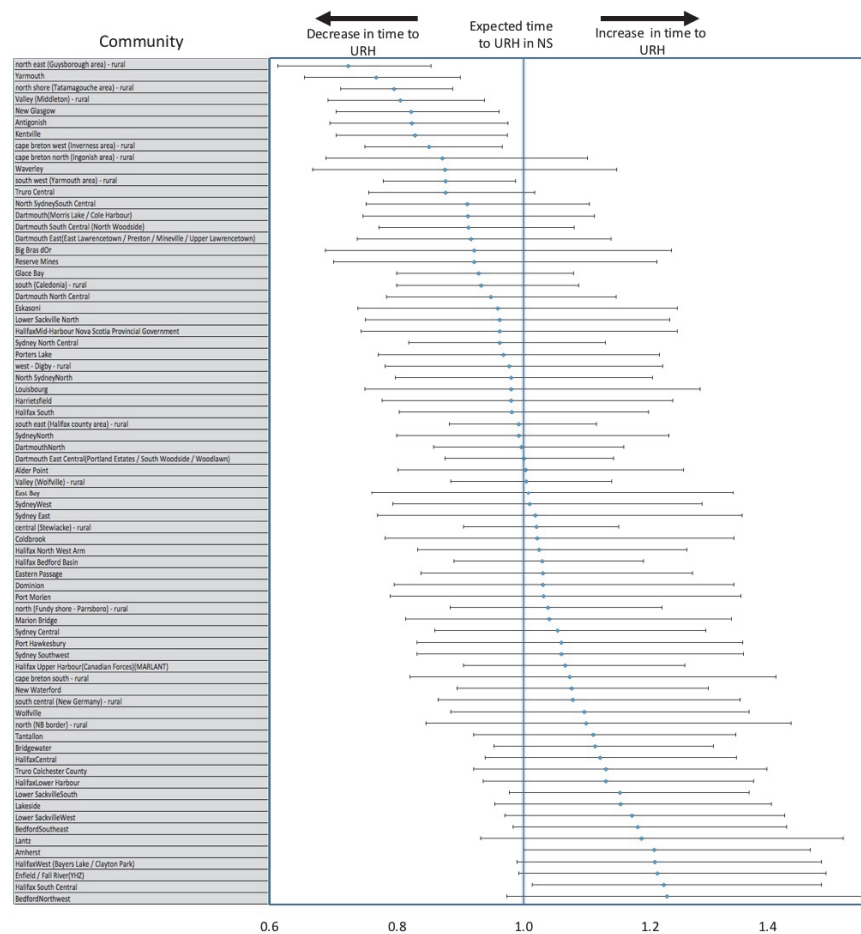 Community
Decrease in time to
URH
Expected time
to URH in NS
Increase in time to
URH
north east (Guysborough area) - rural
Yarmouth
north shore (Tatamagouche area) - rural
Valley (Middleton) - rural
New Glasgow
Antigonish
Kentville
cape breton west (Inverness area) - rural
cape breton north (Ingonish area) - rural
Waverley
south west (Yarmouth area) - rural
Truro Central
North SydneySouth Central
Dartmouth(Morris Lake / Cole Harbour)
Dartmouth South Central (North Woodside)
Dartmouth East(East Lawrencetown / Preston / Mineville / Upper Lawrencetown)
Big Bras dOr
Reserve Mines
Glace Bay
south (Caledonia) - rural
Dartmouth North Central
Eskasoni
Lower Sackville North
HalifaxMid-Harbour Nova Scotia Provincial Government
Sydney North Central
Porters Lake
west - Digby - rural
North SydneyNorth
Louisbourg
Harrietsfield
Halifax South
south east (Halifax county area) - rural
SydneyNorth
DartmouthNorth
Dartmouth East Central(Portland Estates / South Woodside / Woodlawn)
Alder Point
Valley (Wolfville) - rural
East Bay
SydneyWest
Sydney East
central (Stewiacke) - rural
Coldbrook
Halifax North West Arm
Halifax Bedford Basin
Eastern Passage
Dominion
Port Morien
north (Fundy shore - Parrsboro) - rural
Marion Bridge
Sydney Central
Port Hawkesbury
Sydney Southwest
Halifax Upper Harbour(Canadian Forces)(MARLANT)
cape breton south - rural
New Waterford
south central (New Germany) - rural
Wolfville
north (NB border) - rural
Tantallon
Bridgewater
HalifaxCentral
Truro Colchester County
HalifaxLower Harbour
Lower SackvilleSouth
Lakeside
Lower SackvilleWest
BedfordSoutheast
Lantz
Amherst
HalifaxWest (Bayers Lake / Clayton Park)
Enfield / Fall River(YHZ)
Halifax South Central
BedfordNorthwest
0.6 0.8 1.0 1.2 1.4